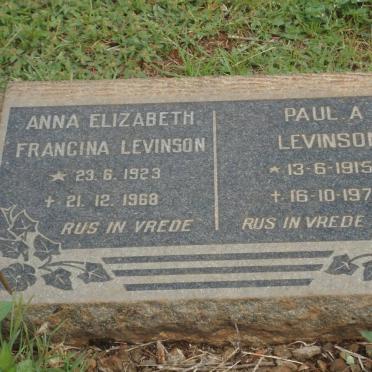 ANNA ELIZABETH
FRANCINA LEVINSON
* 23. 6. 1923
+ 21. 12. 1968
RUS IN VREDE
PAUL A
LEVINSON
* 13-6-1915
+ 16-10-197
RUS IN VREDE